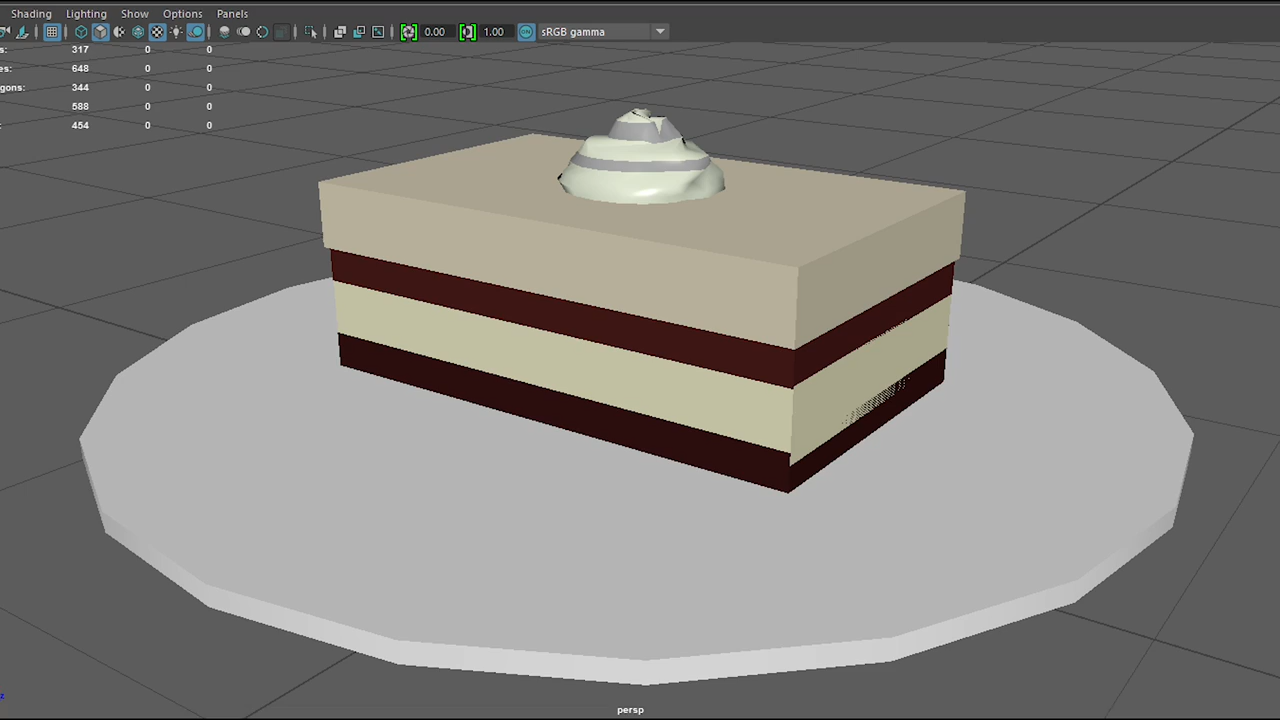 Shading Lighting Show Options Panels
0.00 1.00 ON sRGB gamma
s: 317 0 0
es: 648 0 0
gons: 344 0 0
588 0 0
: 454 0 0
z
persp